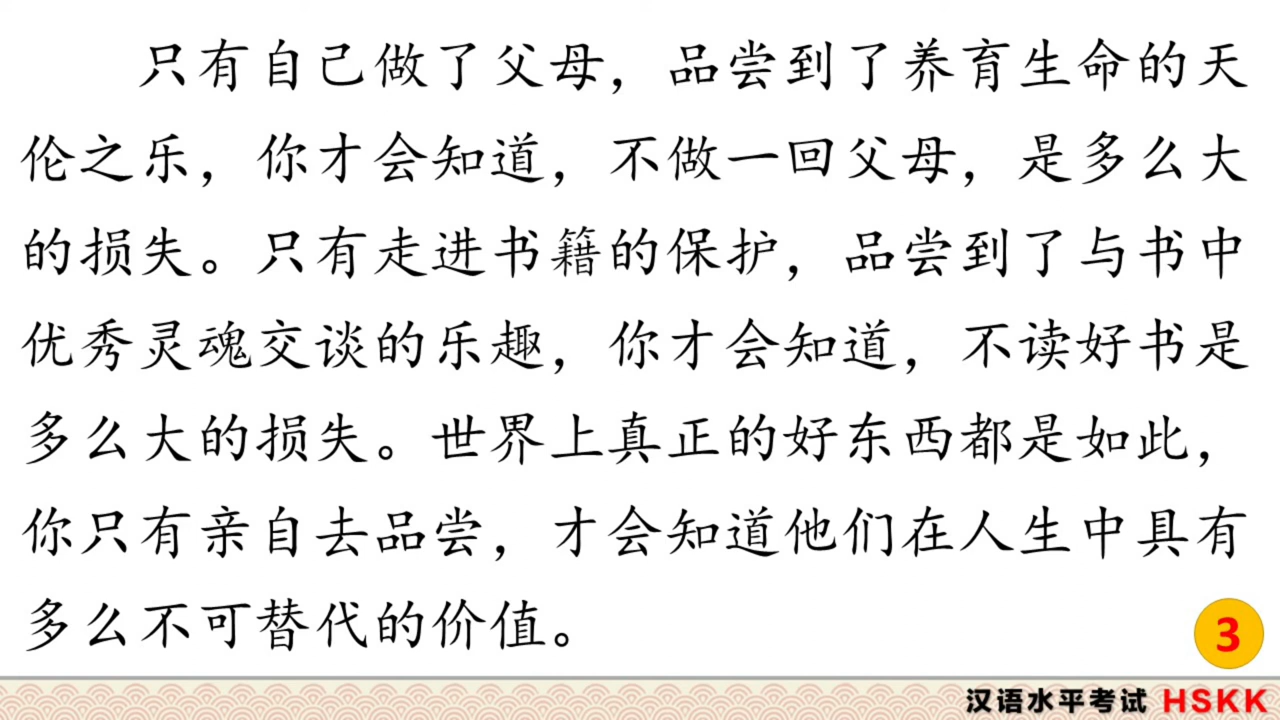 只有自己做了父母，品尝到了养育生命的天
伦之乐，你才会知道，不做一回父母，是多么大
的损失。只有走进书籍的保护，品尝到了与书中
优秀灵魂交谈的乐趣，你才会知道，不读好书是
多么大的损失。世界上真正的好东西都是如此，
你只有亲自去品尝，才会知道他们在人生中具有
多么不可替代的价值。
3
汉语水平考试 HSKK